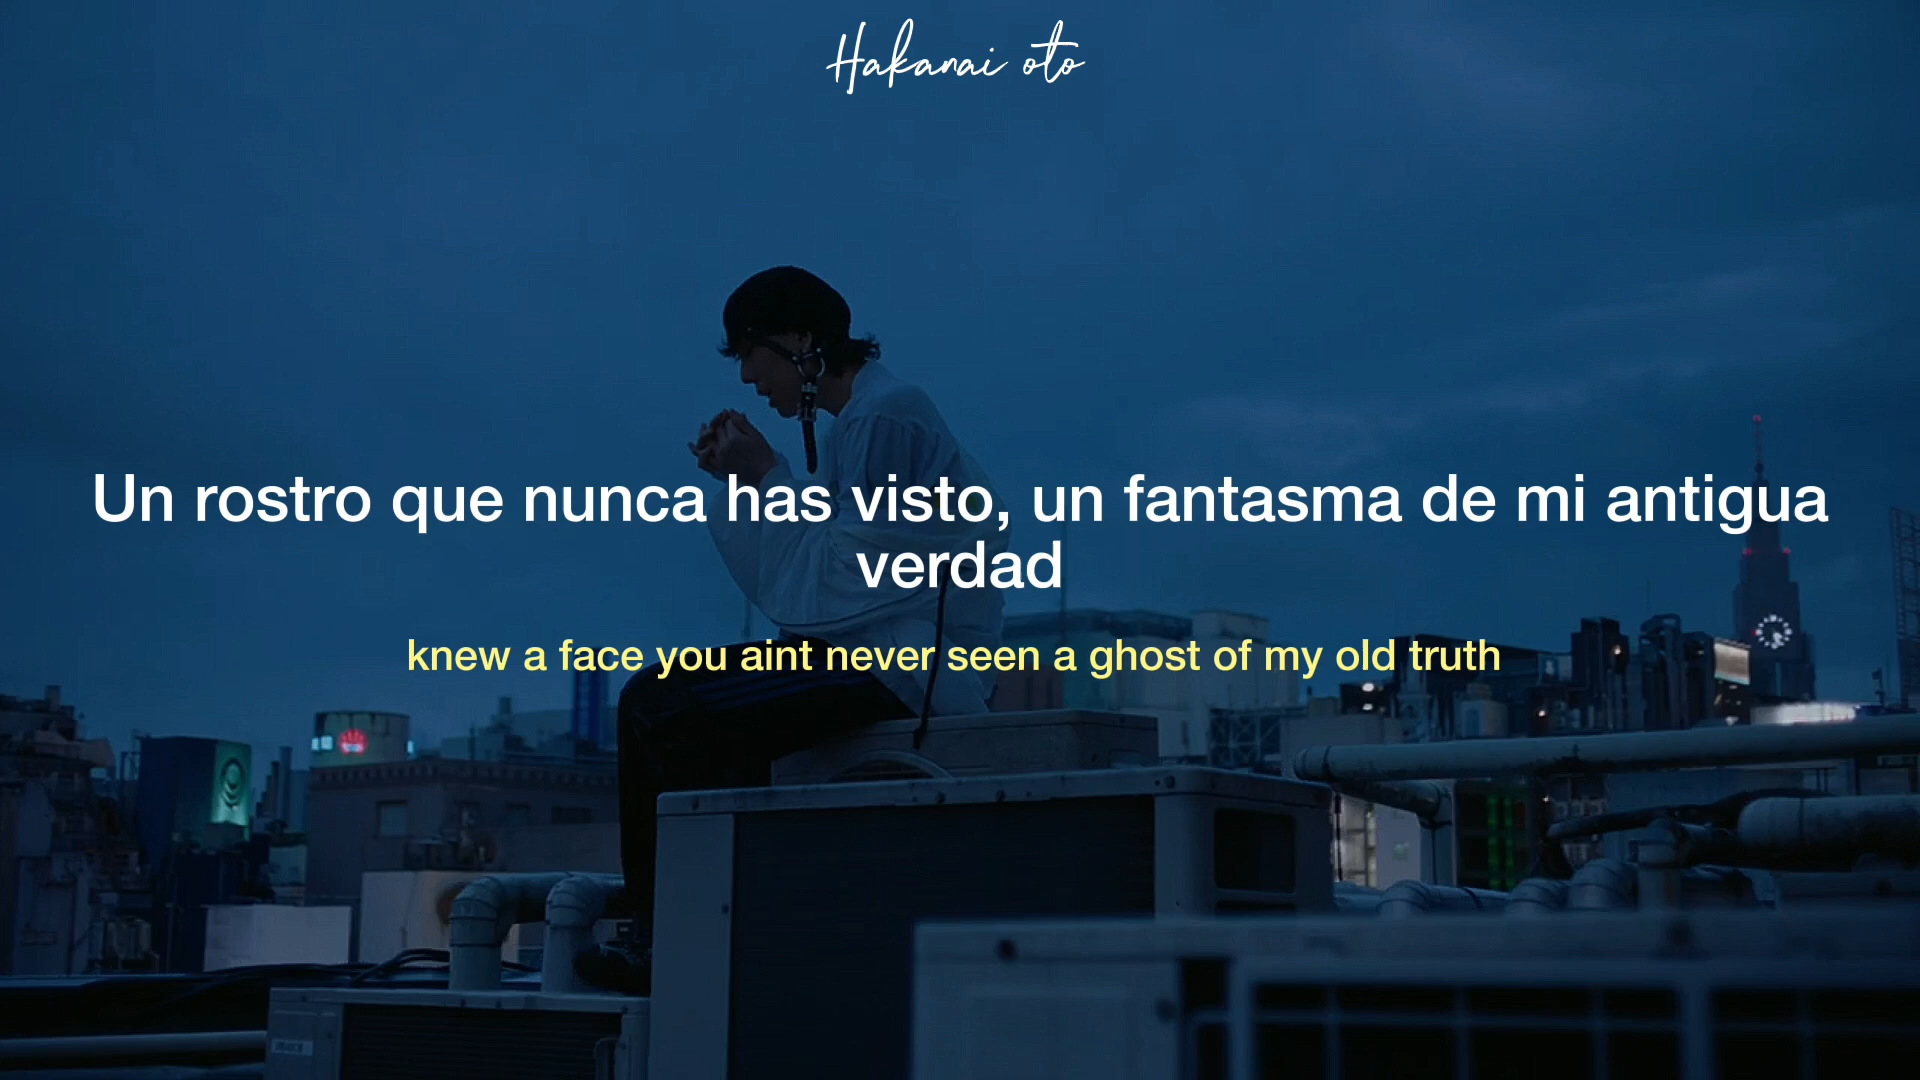 Hakanai oto
Un rostro que nunca has visto, un fantasma de mi antigua
verdad
knew a face you aint never seen a ghost of my old truth